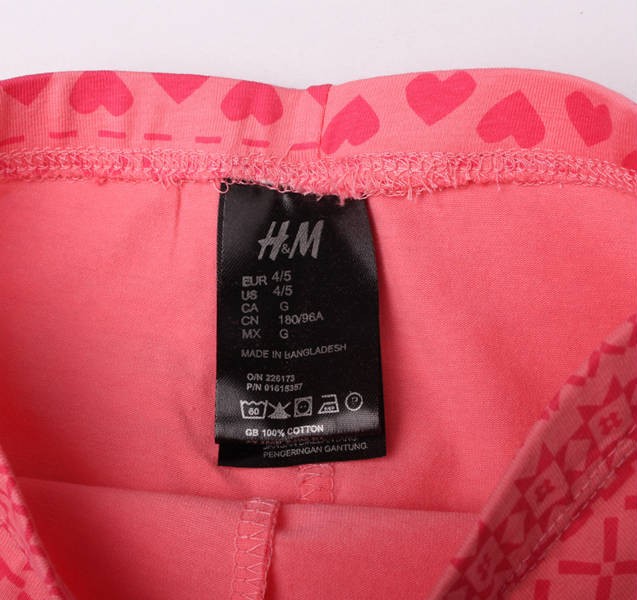 H&M
EUR 4/5
US 4/5
CA G
CN 180/96A
MX G
MADE IN BANGLADESH
O/N 226173
P/N 01615357
60
GB 100% COTTON
PENGERINGAN GANTUNG.